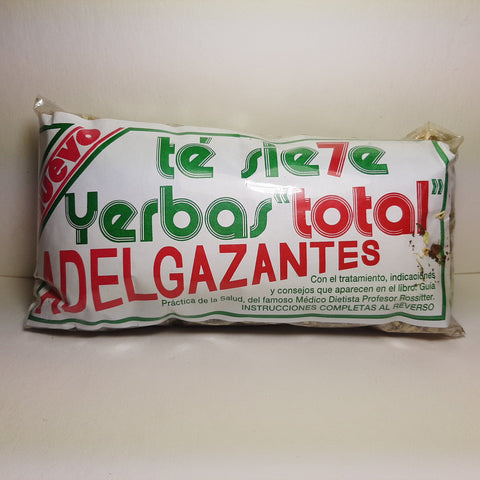 Nuevo
té sie7e
Yerbas "total"
ADELGAZANTES
Con el tratamiento, indicaciones
y consejos que aparecen en el libro: Guía
Práctica de la salud, del famoso Médico Dietista Profesor Rossitter.
INSTRUCCIONES COMPLETAS AL REVERSO